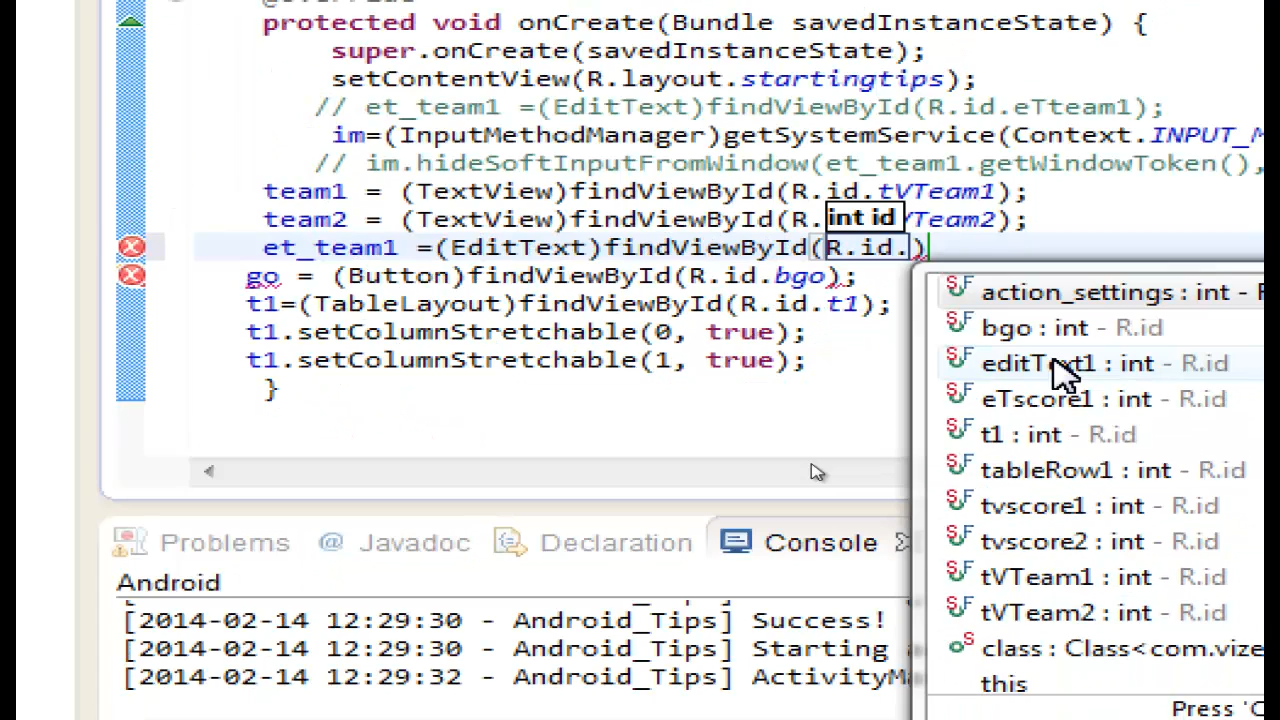 protected void onCreate(Bundle savedInstanceState) {
super.onCreate(savedInstanceState);
setContentView(R.layout.startingtips);
// et_team1 =(EditText)findViewById(R.id.eTteam1);
im=(InputMethodManager)getSystemService(Context.INPUT_M
// im.hideSoftInputFromWindow(et_team1.getWindowToken(),
team1 = (TextView)findViewById(R.id.tVTeam1);
team2 = (TextView)findViewById(R. VTeam2);
int id
et_team1 =(EditText)findViewById(R.id.)
go = (Button)findViewById(R.id.bgo);
t1=(TableLayout)findViewById(R.id.t1);
t1.setColumnStretchable(0, true);
t1.setColumnStretchable(1, true);
}
action_settings : int - R
bgo : int - R.id
editText1 : int - R.id
eTscore1 : int - R.id
t1 : int - R.id
tableRow1 : int - R.id
tvscore1 : int - R.id
tvscore2 : int - R.id
tVTeam1 : int - R.id
tVTeam2 : int - R.id
class : Class<com.vize
this
Press 'C
Problems @ Javadoc Declaration Console
Android
[2014-02-14 12:29:30 - Android_Tips] Success!
[2014-02-14 12:29:30 - Android_Tips] Starting
[2014-02-14 12:29:32 - Android_Tips] ActivityMa